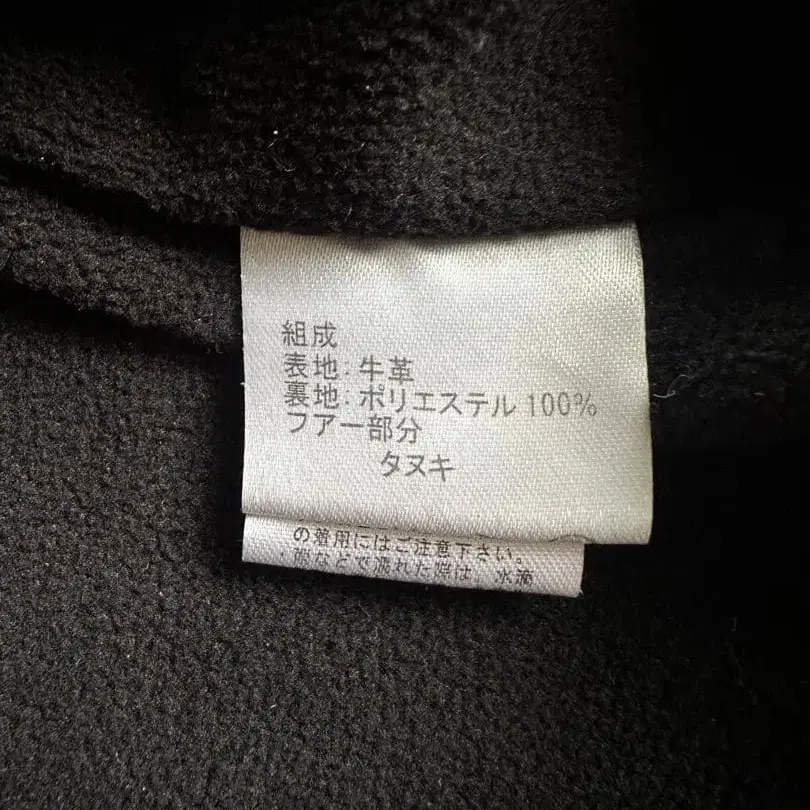 組成
表地:牛革
裏地:ポリエステル 100%
フアー部分
タヌキ
の着用にはご注意下さい。
などで濡れた際は、水滴